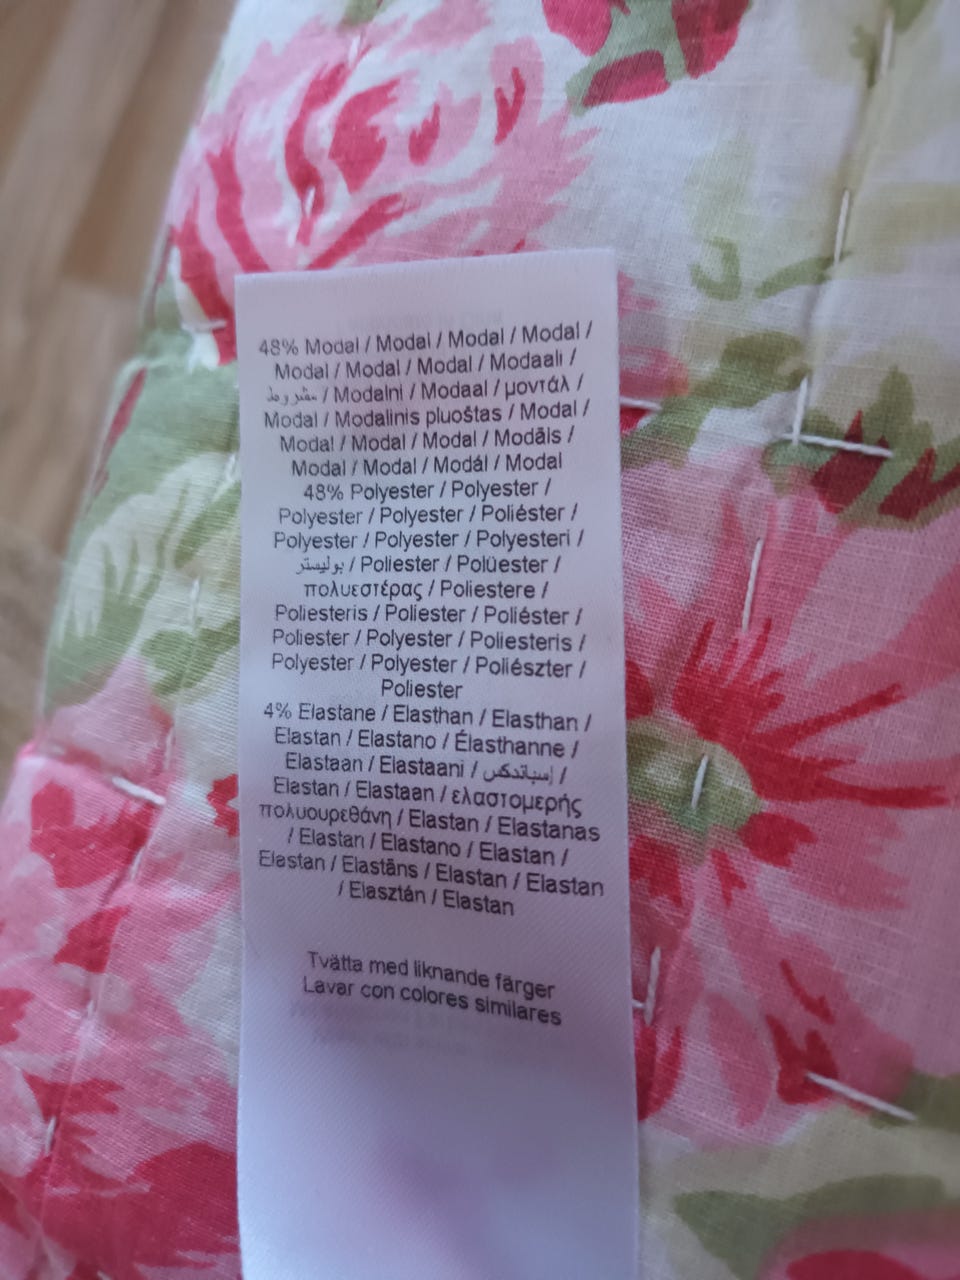 48% Modal / Modal / Modal / Modal /
Modal / Modal / Modal / Modaali /
مشروط / Modalni / Modaal / μοντάλ /
Modal / Modalinis pluoštas / Modal /
Modal / Modal / Modal / Modāls /
Modal / Modal / Modál / Modal
48% Polyester / Polyester /
Polyester / Polyester / Poliéster /
Polyester / Polyester / Polyesteri /
بوليستر / Poliester / Polüester /
πολυεστέρας / Poliestere /
Poliesteris / Poliester / Poliéster /
Poliester / Polyester / Poliesteris /
Polyester / Polyester / Poliészter /
Poliester
4% Elastane / Elasthan / Elasthan /
Elastan / Elastano / Élasthanne /
Elastaan / Elastaani / إسباندكس /
Elastan / Elastaan / ελαστομερής
πολυουρεθάνη / Elastan / Elastanas
/ Elastan / Elastano / Elastan /
Elastan / Elastāns / Elastan / Elastan
/ Elasztán / Elastan
Tvätta med liknande färger
Lavar con colores similares